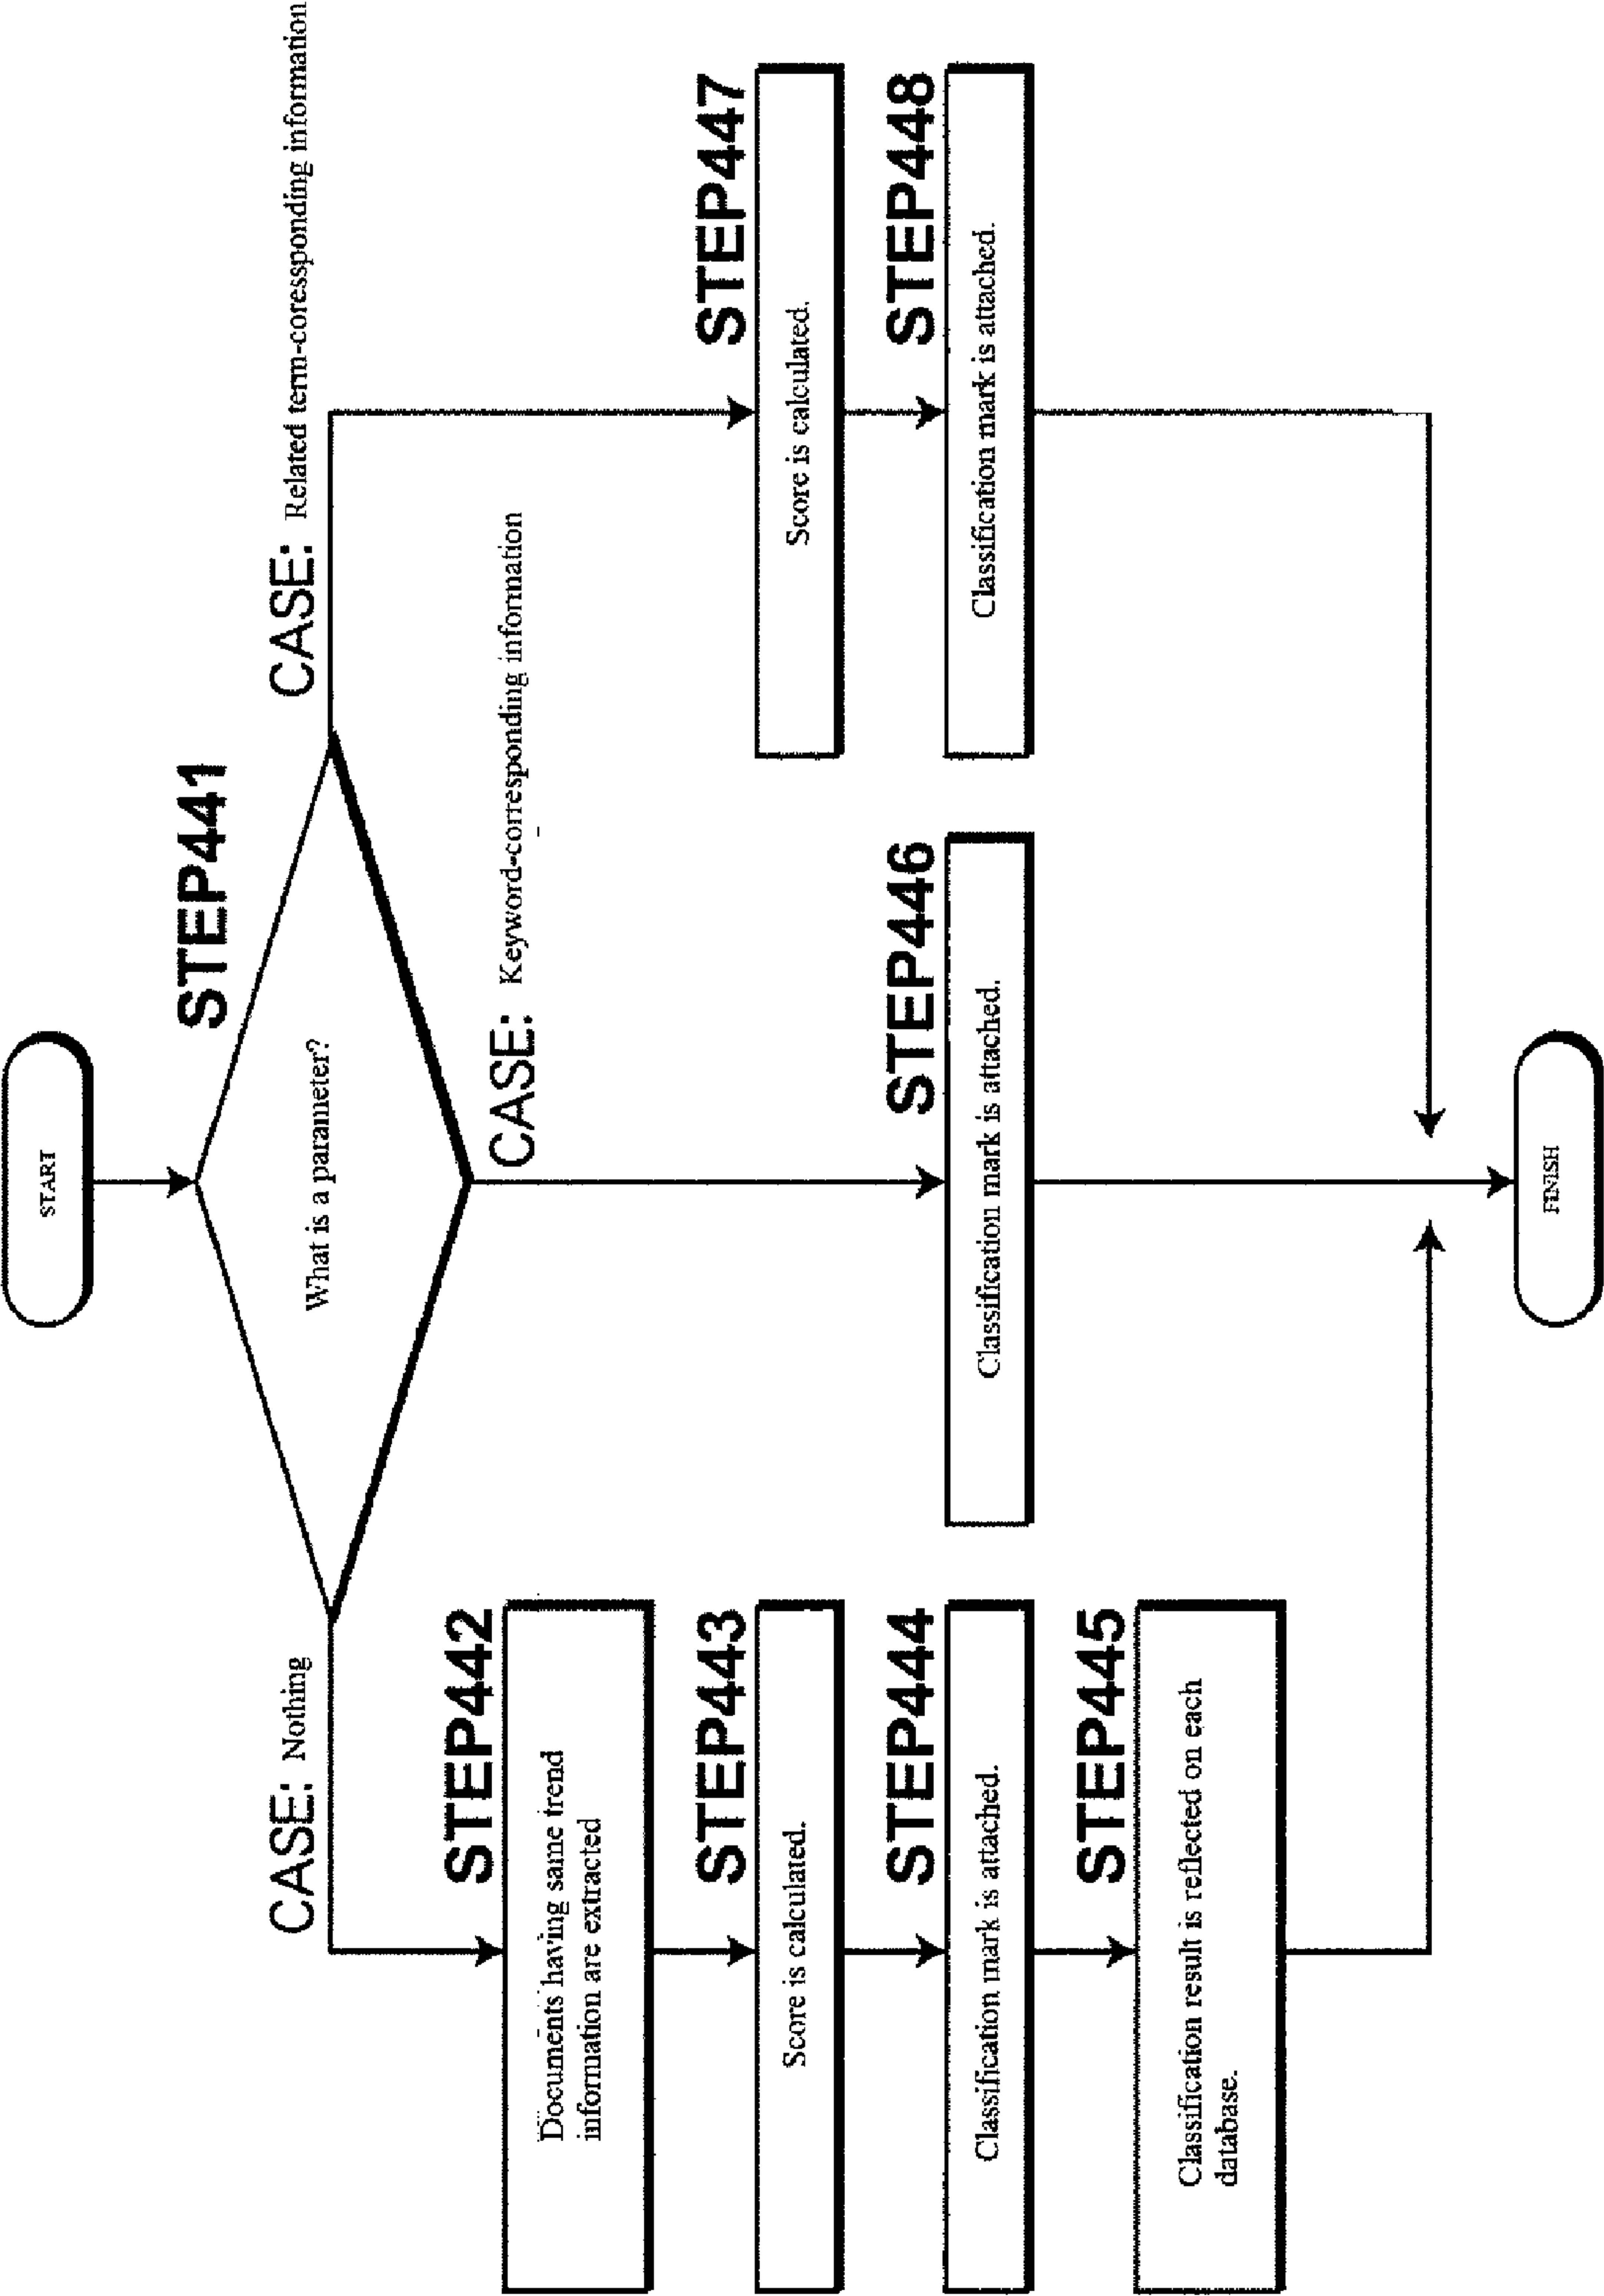 START
STEP441
What is a parameter?
CASE: Nothing
CASE: Related term-coressponding information
CASE: Keyword-corresponding information
STEP442
Documents having same trend
information are extracted
STEP443
Score is calculated.
STEP444
Classification mark is attached.
STEP445
Classification result is reflected on each
database.
STEP446
Classification mark is attached.
STEP447
Score is calculated.
STEP448
Classification mark is attached.
FINISH